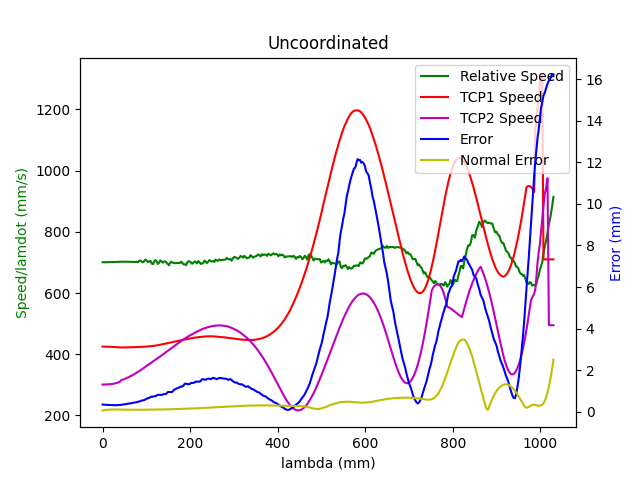 Uncoordinated
Relative Speed
TCP1 Speed
TCP2 Speed
Error
Normal Error
Speed/lamdot (mm/s)
1200
1000
800
600
400
200
16
14
12
10
8
6
4
2
0
Error (mm)
0 200 400 600 800 1000
lambda (mm)